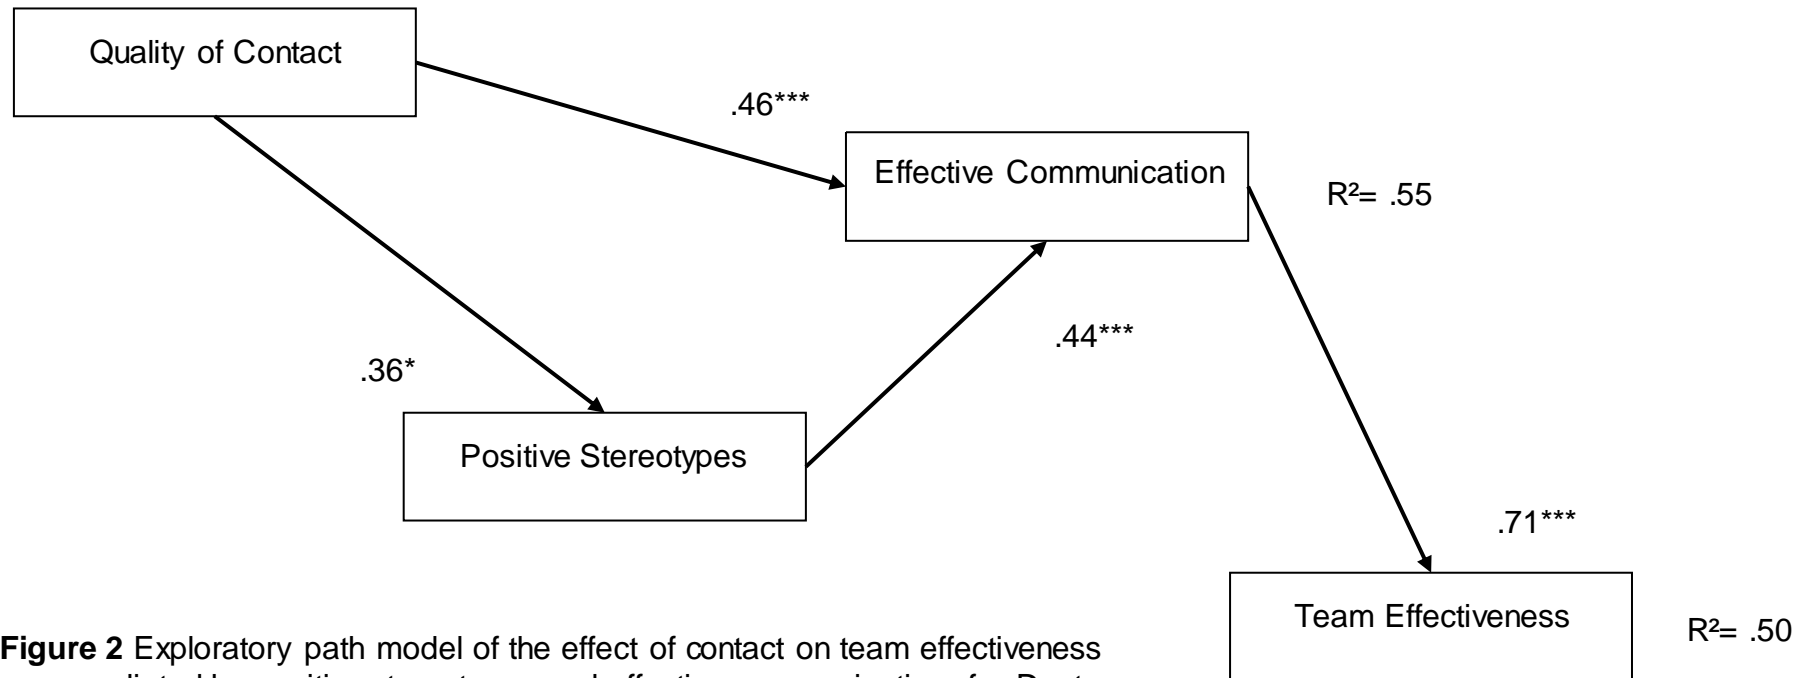 Quality of Contact
.46***
Effective Communication
R²= .55
.44***
.36*
Positive Stereotypes
.71***
Team Effectiveness
R²= .50
Figure 2 Exploratory path model of the effect of contact on team effectiveness